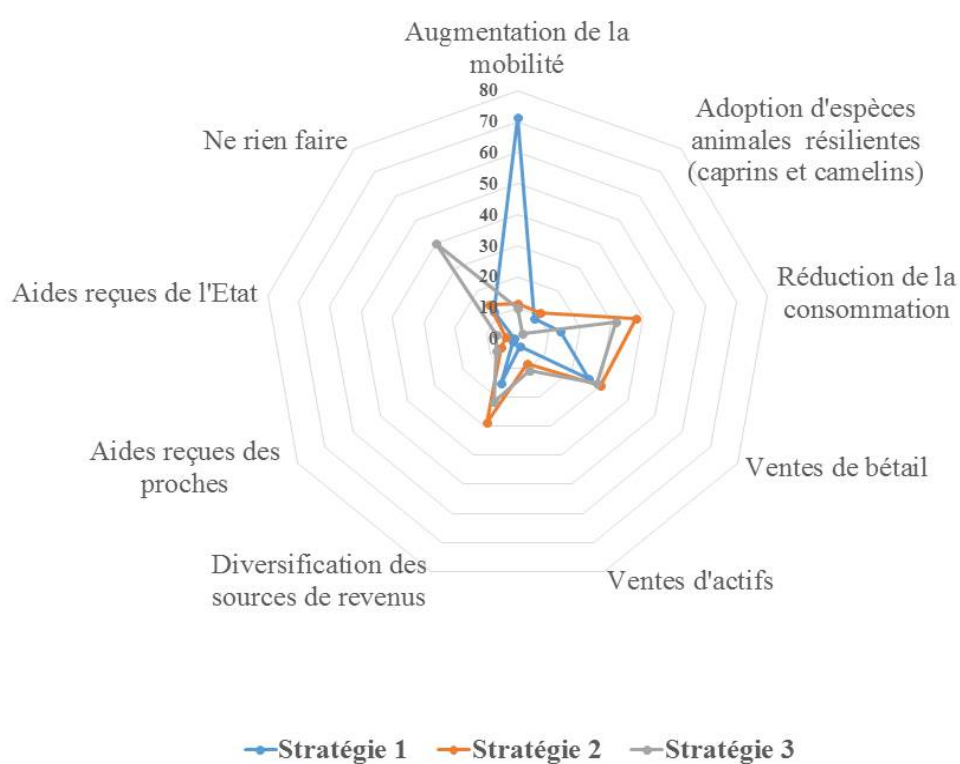 Augmentation de la
mobilité
80
70
60
50
40
30
20
10
0
Adoption d'espèces
animales résilientes
(caprins et camelins)
Réduction de la
consommation
Ventes de bétail
Ventes d'actifs
Diversification des
sources de revenus
Aides reçues des
proches
Aides reçues de l'Etat
Ne rien faire
Stratégie 1 Stratégie 2 Stratégie 3